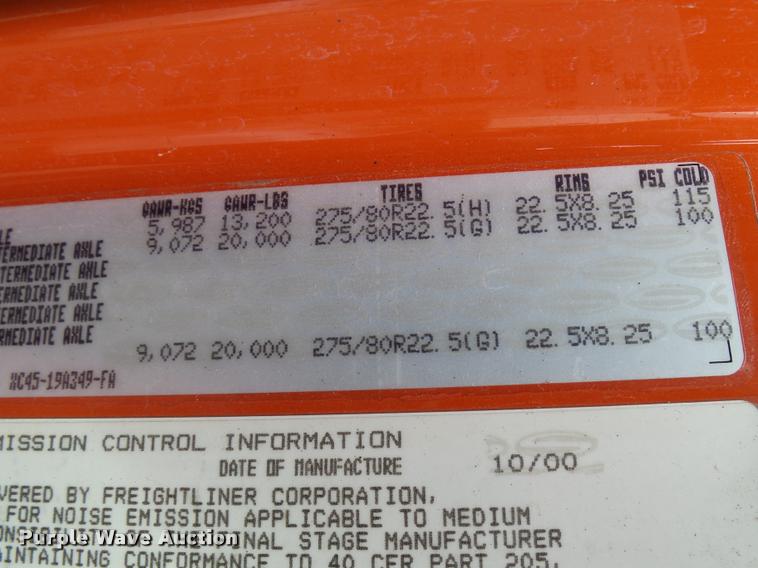 GAWR-KGS GAWR-LBS TIRES RIMS PSI COLD
LE 5,987 13,200 275/80R22.5(H) 22.5X8.25 115
TERMEDIATE AXLE 9,072 20,000 275/80R22.5(G) 22.5X8.25 100
NTERMEDIATE AXLE
TERMEDIATE AXLE
ERMEDIATE AXLE
ERMEDIATE AXLE
RMEDIATE AXLE 9,072 20,000 275/80R22.5(G) 22.5X8.25 100
XC45-19A349-FA
MISSION CONTROL INFORMATION
DATE OF MANUFACTURE 10/00
VERED BY FREIGHTLINER CORPORATION,
FOR NOISE EMISSION APPLICABLE TO MEDIUM
ONAL STAGE MANUFACTURER
AINTAINING CONFORMANCE TO 40 CFR PART 205,
Purple Wave Auction